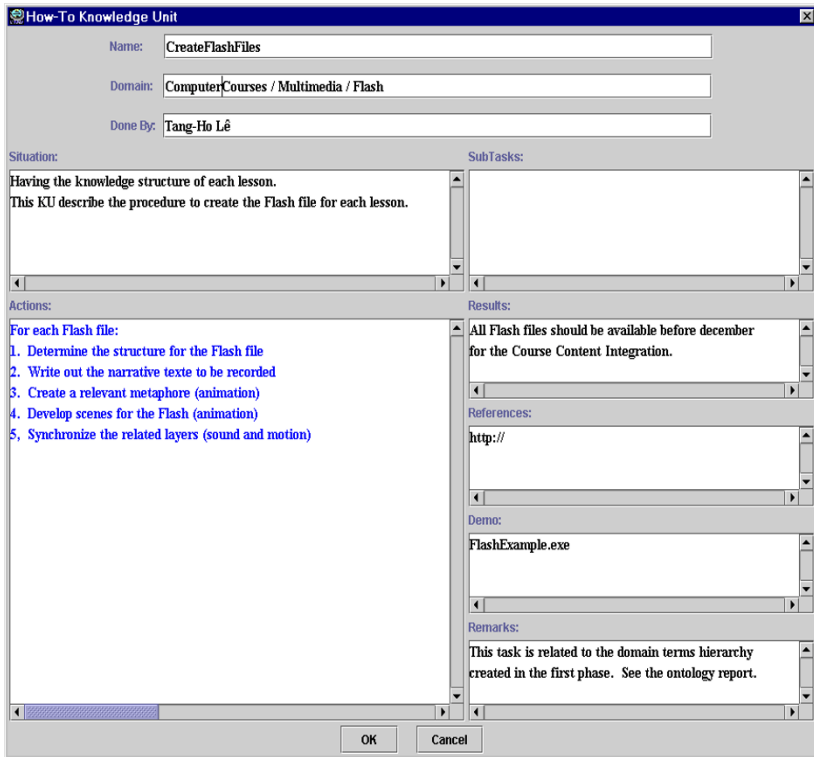 How-To Knowledge Unit
Name: CreateFlashFiles
Domain: ComputerCourses / Multimedia / Flash
Done By: Tang-Ho Lê
Situation:
Having the knowledge structure of each lesson.
This KU describe the procedure to create the Flash file for each lesson.
SubTasks:
Actions:
For each Flash file:
1. Determine the structure for the Flash file
2. Write out the narrative texte to be recorded
3. Create a relevant metaphore (animation)
4. Develop scenes for the Flash (animation)
5, Synchronize the related layers (sound and motion)
Results:
All Flash files should be available before december
for the Course Content Integration.
References:
http://
Demo:
FlashExample.exe
Remarks:
This task is related to the domain terms hierarchy
created in the first phase. See the ontology report.
OK Cancel